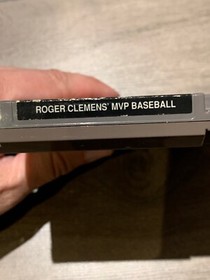 ROGER CLEMENS' MVP BASEBALL